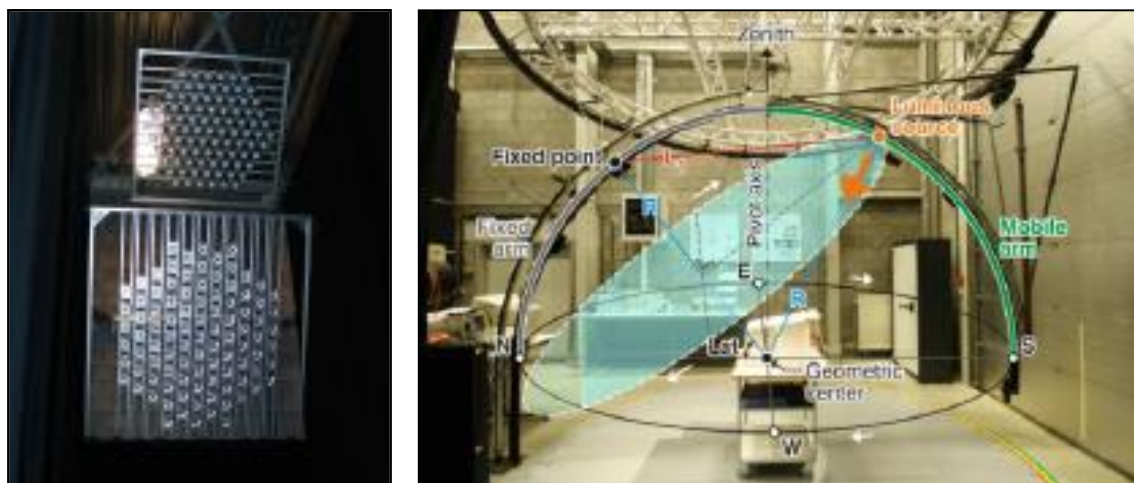 Zenith
Luminous
source
Fixed point
R
Pivot axis
Fixed
arm
Mobile
arm
E
R
N
Lat.
S
Geometric
center
W